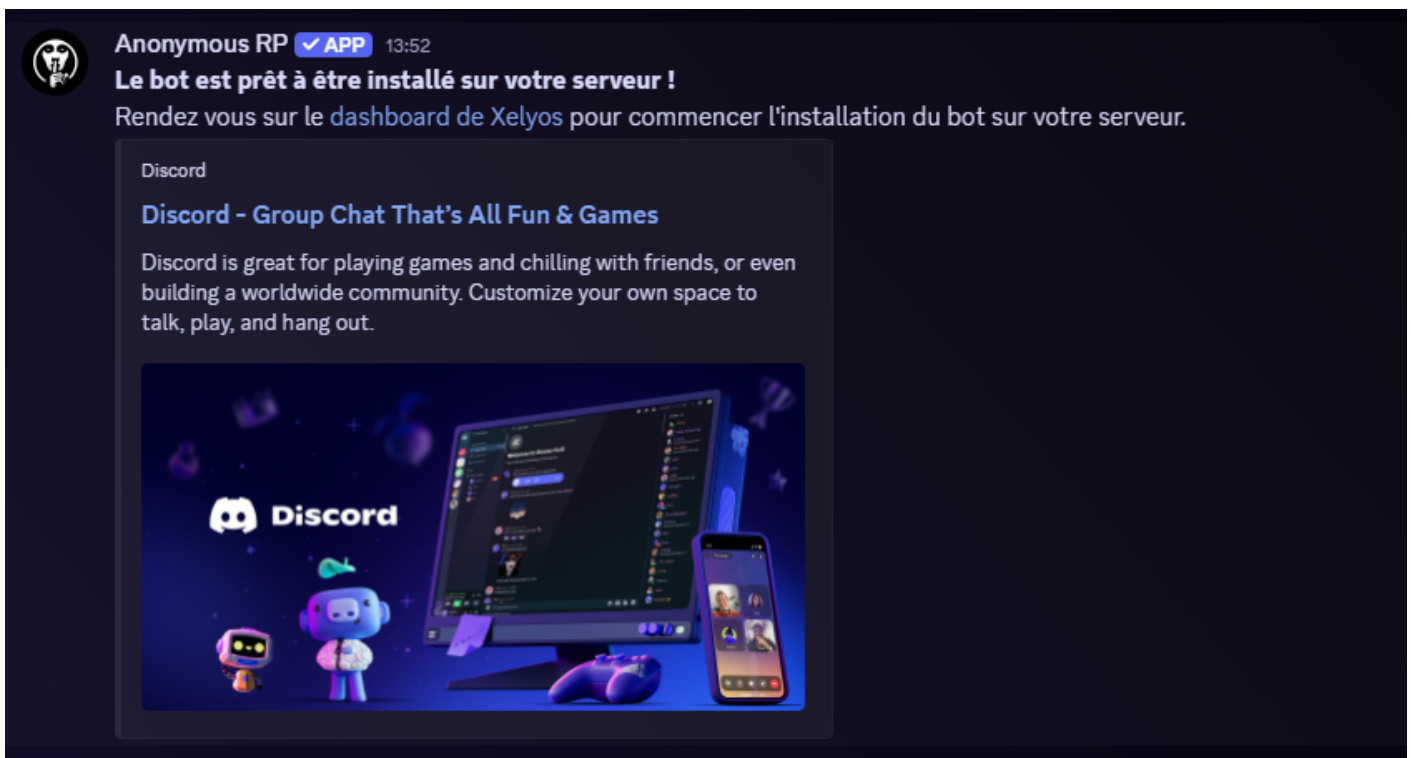 Anonymous RP ✓ APP 13:52
Le bot est prêt à être installé sur votre serveur !
Rendez vous sur le dashboard de Xelyos pour commencer l'installation du bot sur votre serveur.
Discord
Discord - Group Chat That’s All Fun & Games
Discord is great for playing games and chilling with friends, or even
building a worldwide community. Customize your own space to
talk, play, and hang out.
Discord